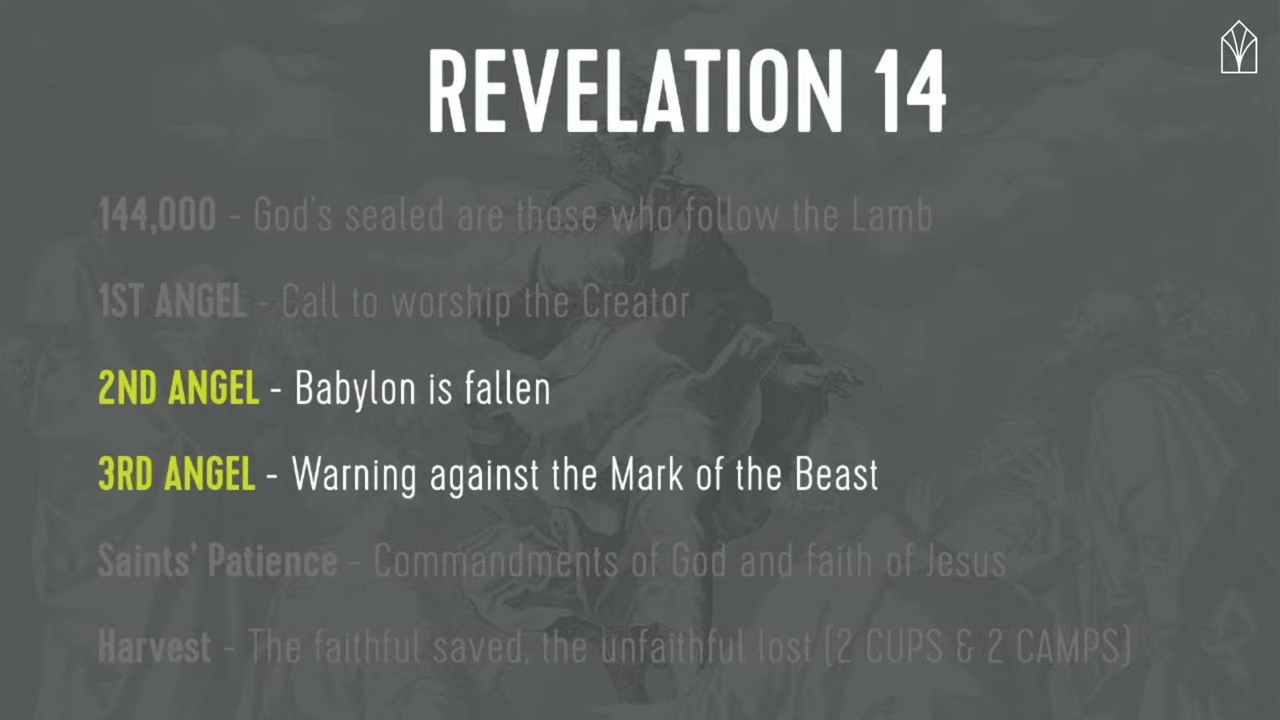 REVELATION 14
144,000 - God's sealed are those who follow the Lamb
1ST ANGEL - Call to worship the Creator
2ND ANGEL - Babylon is fallen
3RD ANGEL - Warning against the Mark of the Beast
Saints' Patience - Commandments of God and faith of Jesus
Harvest - The faithful saved, the unfaithful lost (2 CUPS & 2 CAMPS)